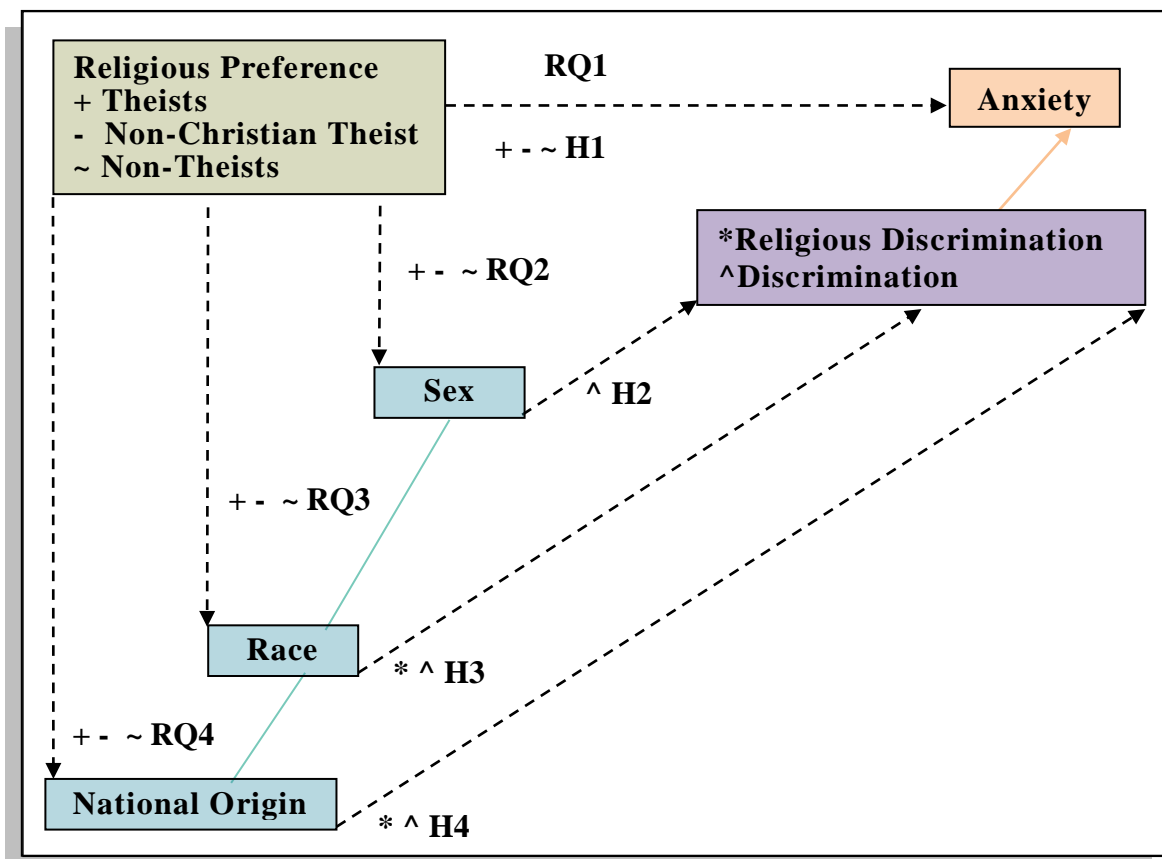 Religious Preference
+ Theists
- Non-Christian Theist
~ Non-Theists
RQ1
+ - ~ H1
Anxiety
*Religious Discrimination
^Discrimination
+ - ~ RQ2
Sex
^ H2
+ - ~ RQ3
Race
* ^ H3
+ - ~ RQ4
National Origin
* ^ H4